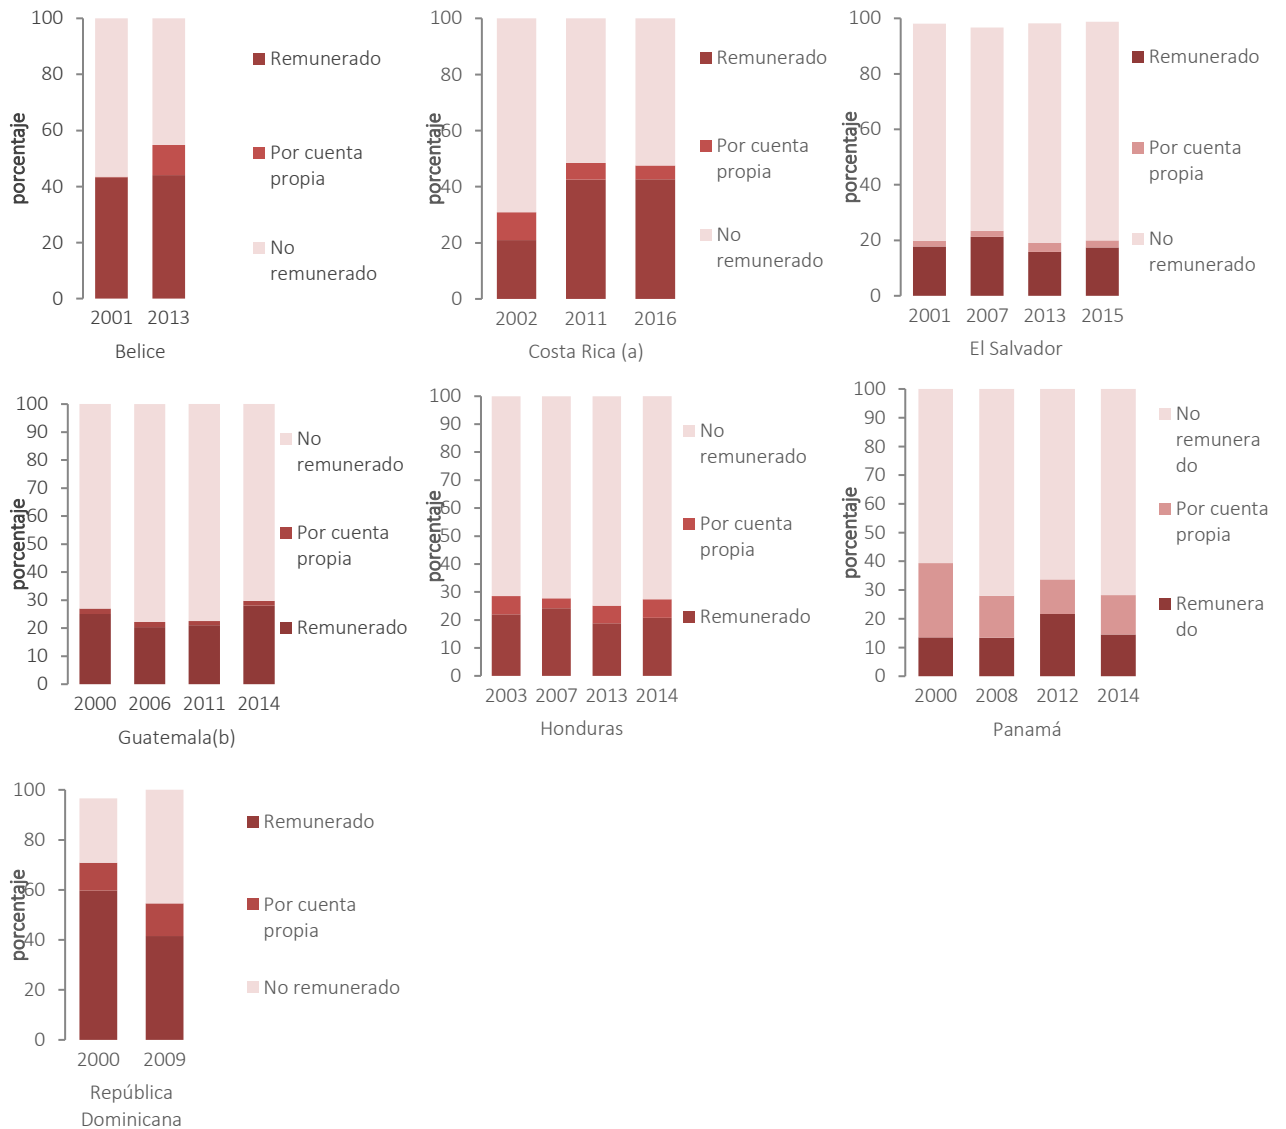 100
80
60
40
20
0
porcentaje
2001 2013
Belice
Remunerado
Por cuenta
propia
No
remunerado
100
80
60
40
20
0
porcentaje
2002 2011 2016
Costa Rica (a)
Remunerado
Por cuenta
propia
No
remunerado
100
80
60
40
20
0
porcentaje
2001 2007 2013 2015
El Salvador
Remunerado
Por cuenta
propia
No
remunerado
100
90
80
70
60
50
40
30
20
10
0
porcentaje
2000 2006 2011 2014
Guatemala(b)
No
remunerado
Por cuenta
propia
Remunerado
100
90
80
70
60
50
40
30
20
10
0
porcentaje
2003 2007 2013 2014
Honduras
No
remunerado
Por cuenta
propia
Remunerado
100
90
80
70
60
50
40
30
20
10
0
porcentaje
2000 2008 2012 2014
Panamá
No
remunera
do
Por cuenta
propia
Remunera
do
100
80
60
40
20
0
porcentaje
2000 2009
República
Dominicana
Remunerado
Por cuenta
propia
No remunerado